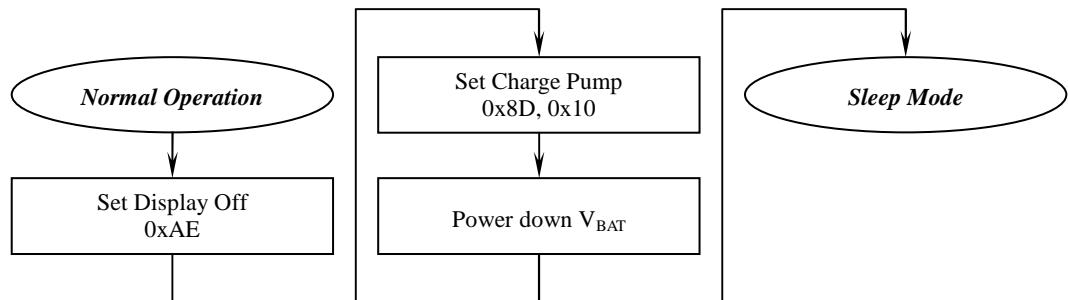 Normal Operation
Set Display Off
0xAE
Set Charge Pump
0x8D, 0x10
Power down VBAT
Sleep Mode